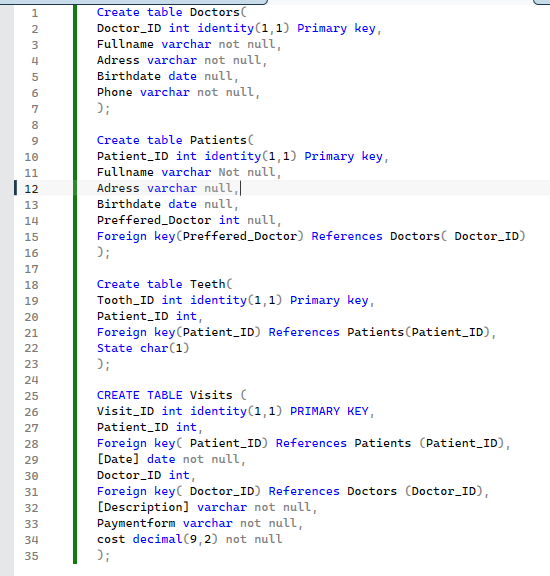 1 Create table Doctors(
2 Doctor_ID int identity(1,1) Primary key,
3 Fullname varchar not null,
4 Adress varchar not null,
5 Birthdate date null,
6 Phone varchar not null,
7 );
8
9 Create table Patients(
10 Patient_ID int identity(1,1) Primary key,
11 Fullname varchar Not null,
12 Adress varchar null,
13 Birthdate date null,
14 Preffered_Doctor int null,
15 Foreign key(Preffered_Doctor) References Doctors( Doctor_ID)
16 );
17
18 Create table Teeth(
19 Tooth_ID int identity(1,1) Primary key,
20 Patient_ID int,
21 Foreign key(Patient_ID) References Patients(Patient_ID),
22 State char(1)
23 );
24
25 CREATE TABLE Visits (
26 Visit_ID int identity(1,1) PRIMARY KEY,
27 Patient_ID int,
28 Foreign key( Patient_ID) References Patients (Patient_ID),
29 [Date] date not null,
30 Doctor_ID int,
31 Foreign key( Doctor_ID) References Doctors (Doctor_ID),
32 [Description] varchar not null,
33 Paymentform varchar not null,
34 cost decimal(9,2) not null
35 );